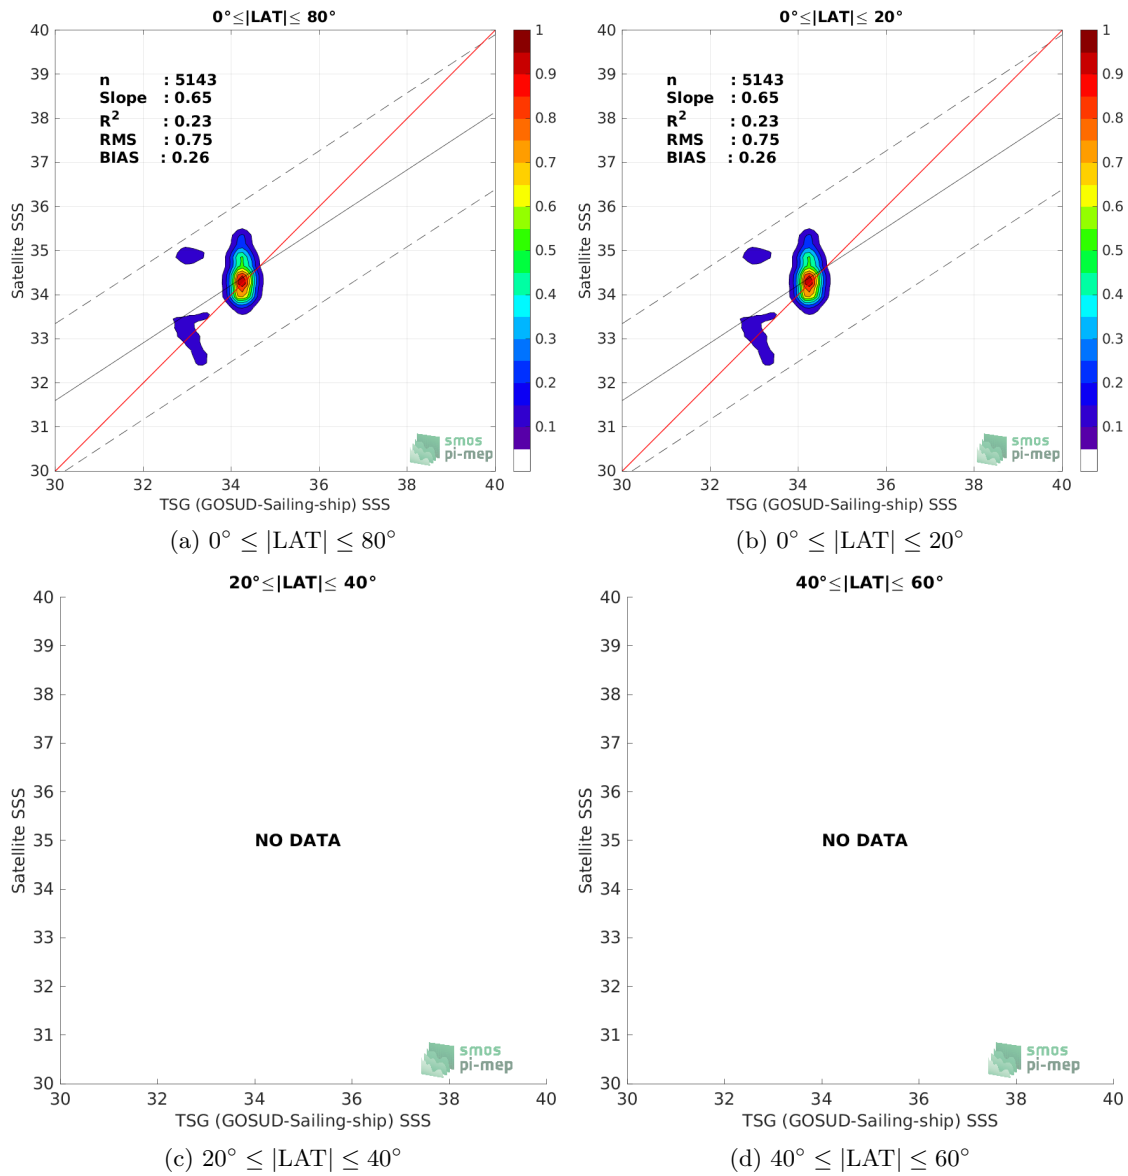 0°≤|LAT|≤ 80°
40
39
38
37
36
35
34
33
32
31
30
Satellite SSS
n : 5143
Slope : 0.65
R² : 0.23
RMS : 0.75
BIAS : 0.26
smos
pi-mep
30 32 34 36 38 40
TSG (GOSUD-Sailing-ship) SSS
1
0.9
0.8
0.7
0.6
0.5
0.4
0.3
0.2
0.1
(a) 0° ≤ |LAT| ≤ 80°
0°≤|LAT|≤ 20°
40
39
38
37
36
35
34
33
32
31
30
Satellite SSS
n : 5143
Slope : 0.65
R² : 0.23
RMS : 0.75
BIAS : 0.26
smos
pi-mep
30 32 34 36 38 40
TSG (GOSUD-Sailing-ship) SSS
1
0.9
0.8
0.7
0.6
0.5
0.4
0.3
0.2
0.1
(b) 0° ≤ |LAT| ≤ 20°
20°≤|LAT|≤ 40°
40
39
38
37
36
35
34
33
32
31
30
Satellite SSS
NO DATA
smos
pi-mep
30 32 34 36 38 40
TSG (GOSUD-Sailing-ship) SSS
(c) 20° ≤ |LAT| ≤ 40°
40°≤|LAT|≤ 60°
40
39
38
37
36
35
34
33
32
31
30
Satellite SSS
NO DATA
smos
pi-mep
30 32 34 36 38 40
TSG (GOSUD-Sailing-ship) SSS
(d) 40° ≤ |LAT| ≤ 60°